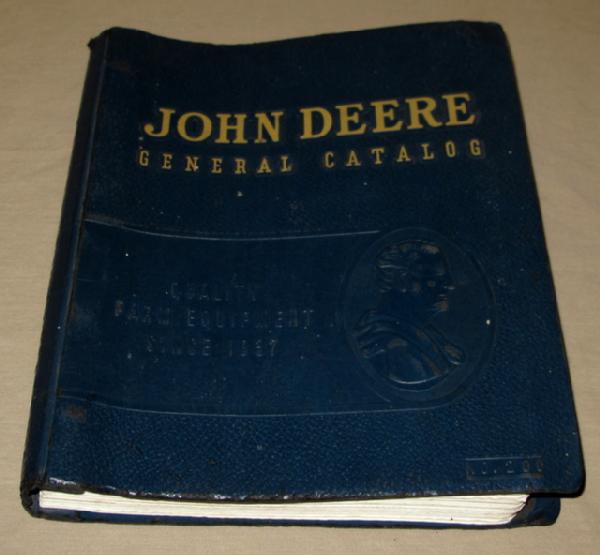 JOHN DEERE
GENERAL CATALOG
QUALITY
FARM EQUIPMENT
SINCE 1837